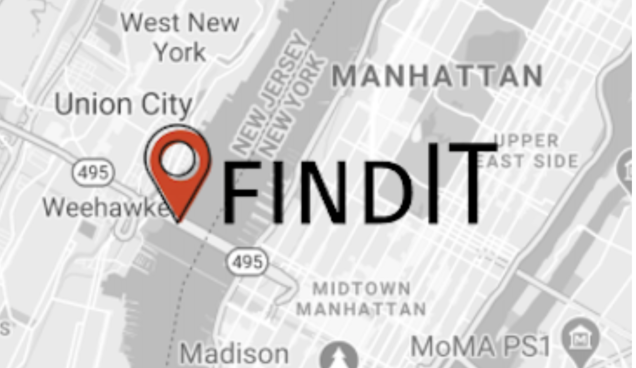 West New
York
MANHATTAN
NEW JERSEY
NEW YORK
Union City
UPPER
EAST SIDE
495
FINDIT
Weehawke
495
MIDTOWN
MANHATTAN
MoMA PS1
Madison